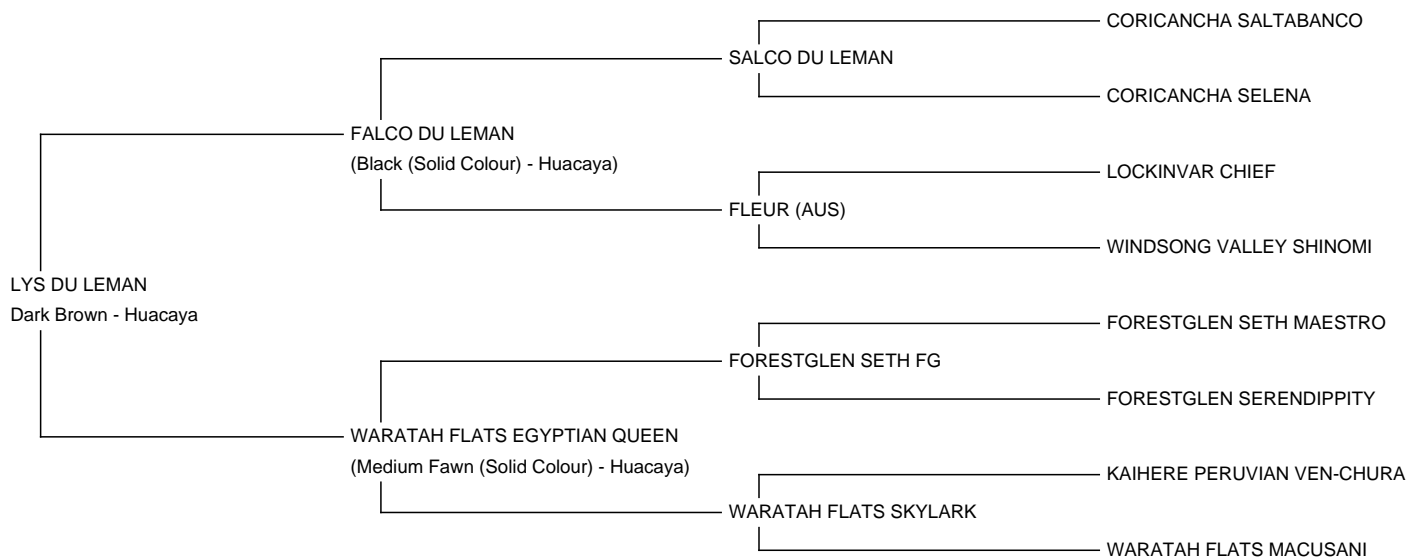 CORICANCHA SALTABANCO
SALCO DU LEMAN
CORICANCHA SELENA
FALCO DU LEMAN
(Black (Solid Colour) - Huacaya)
LOCKINVAR CHIEF
FLEUR (AUS)
WINDSONG VALLEY SHINOMI
LYS DU LEMAN
Dark Brown - Huacaya
FORESTGLEN SETH MAESTRO
FORESTGLEN SETH FG
FORESTGLEN SERENDIPPITY
WARATAH FLATS EGYPTIAN QUEEN
(Medium Fawn (Solid Colour) - Huacaya)
KAIHERE PERUVIAN VEN-CHURA
WARATAH FLATS SKYLARK
WARATAH FLATS MACUSANI